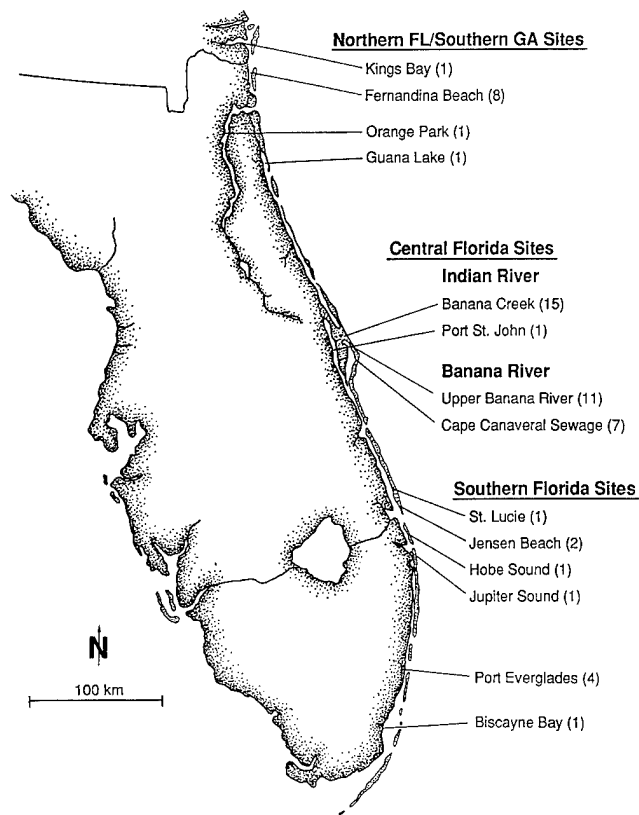 Northern FL/Southern GA Sites
Kings Bay (1)
Fernandina Beach (8)
Orange Park (1)
Guana Lake (1)
Central Florida Sites
Indian River
Banana Creek (15)
Port St. John (1)
Banana River
Upper Banana River (11)
Cape Canaveral Sewage (7)
Southern Florida Sites
St. Lucie (1)
Jensen Beach (2)
Hobe Sound (1)
Jupiter Sound (1)
Port Everglades (4)
Biscayne Bay (1)
N
100 km